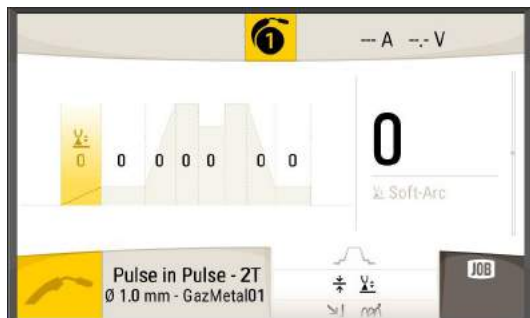 1 --- A --.- V
0 0 0 0 0 0 0
0
Soft-Arc
Pulse in Pulse - 2T
Ø 1.0 mm - GazMetal01
JOB